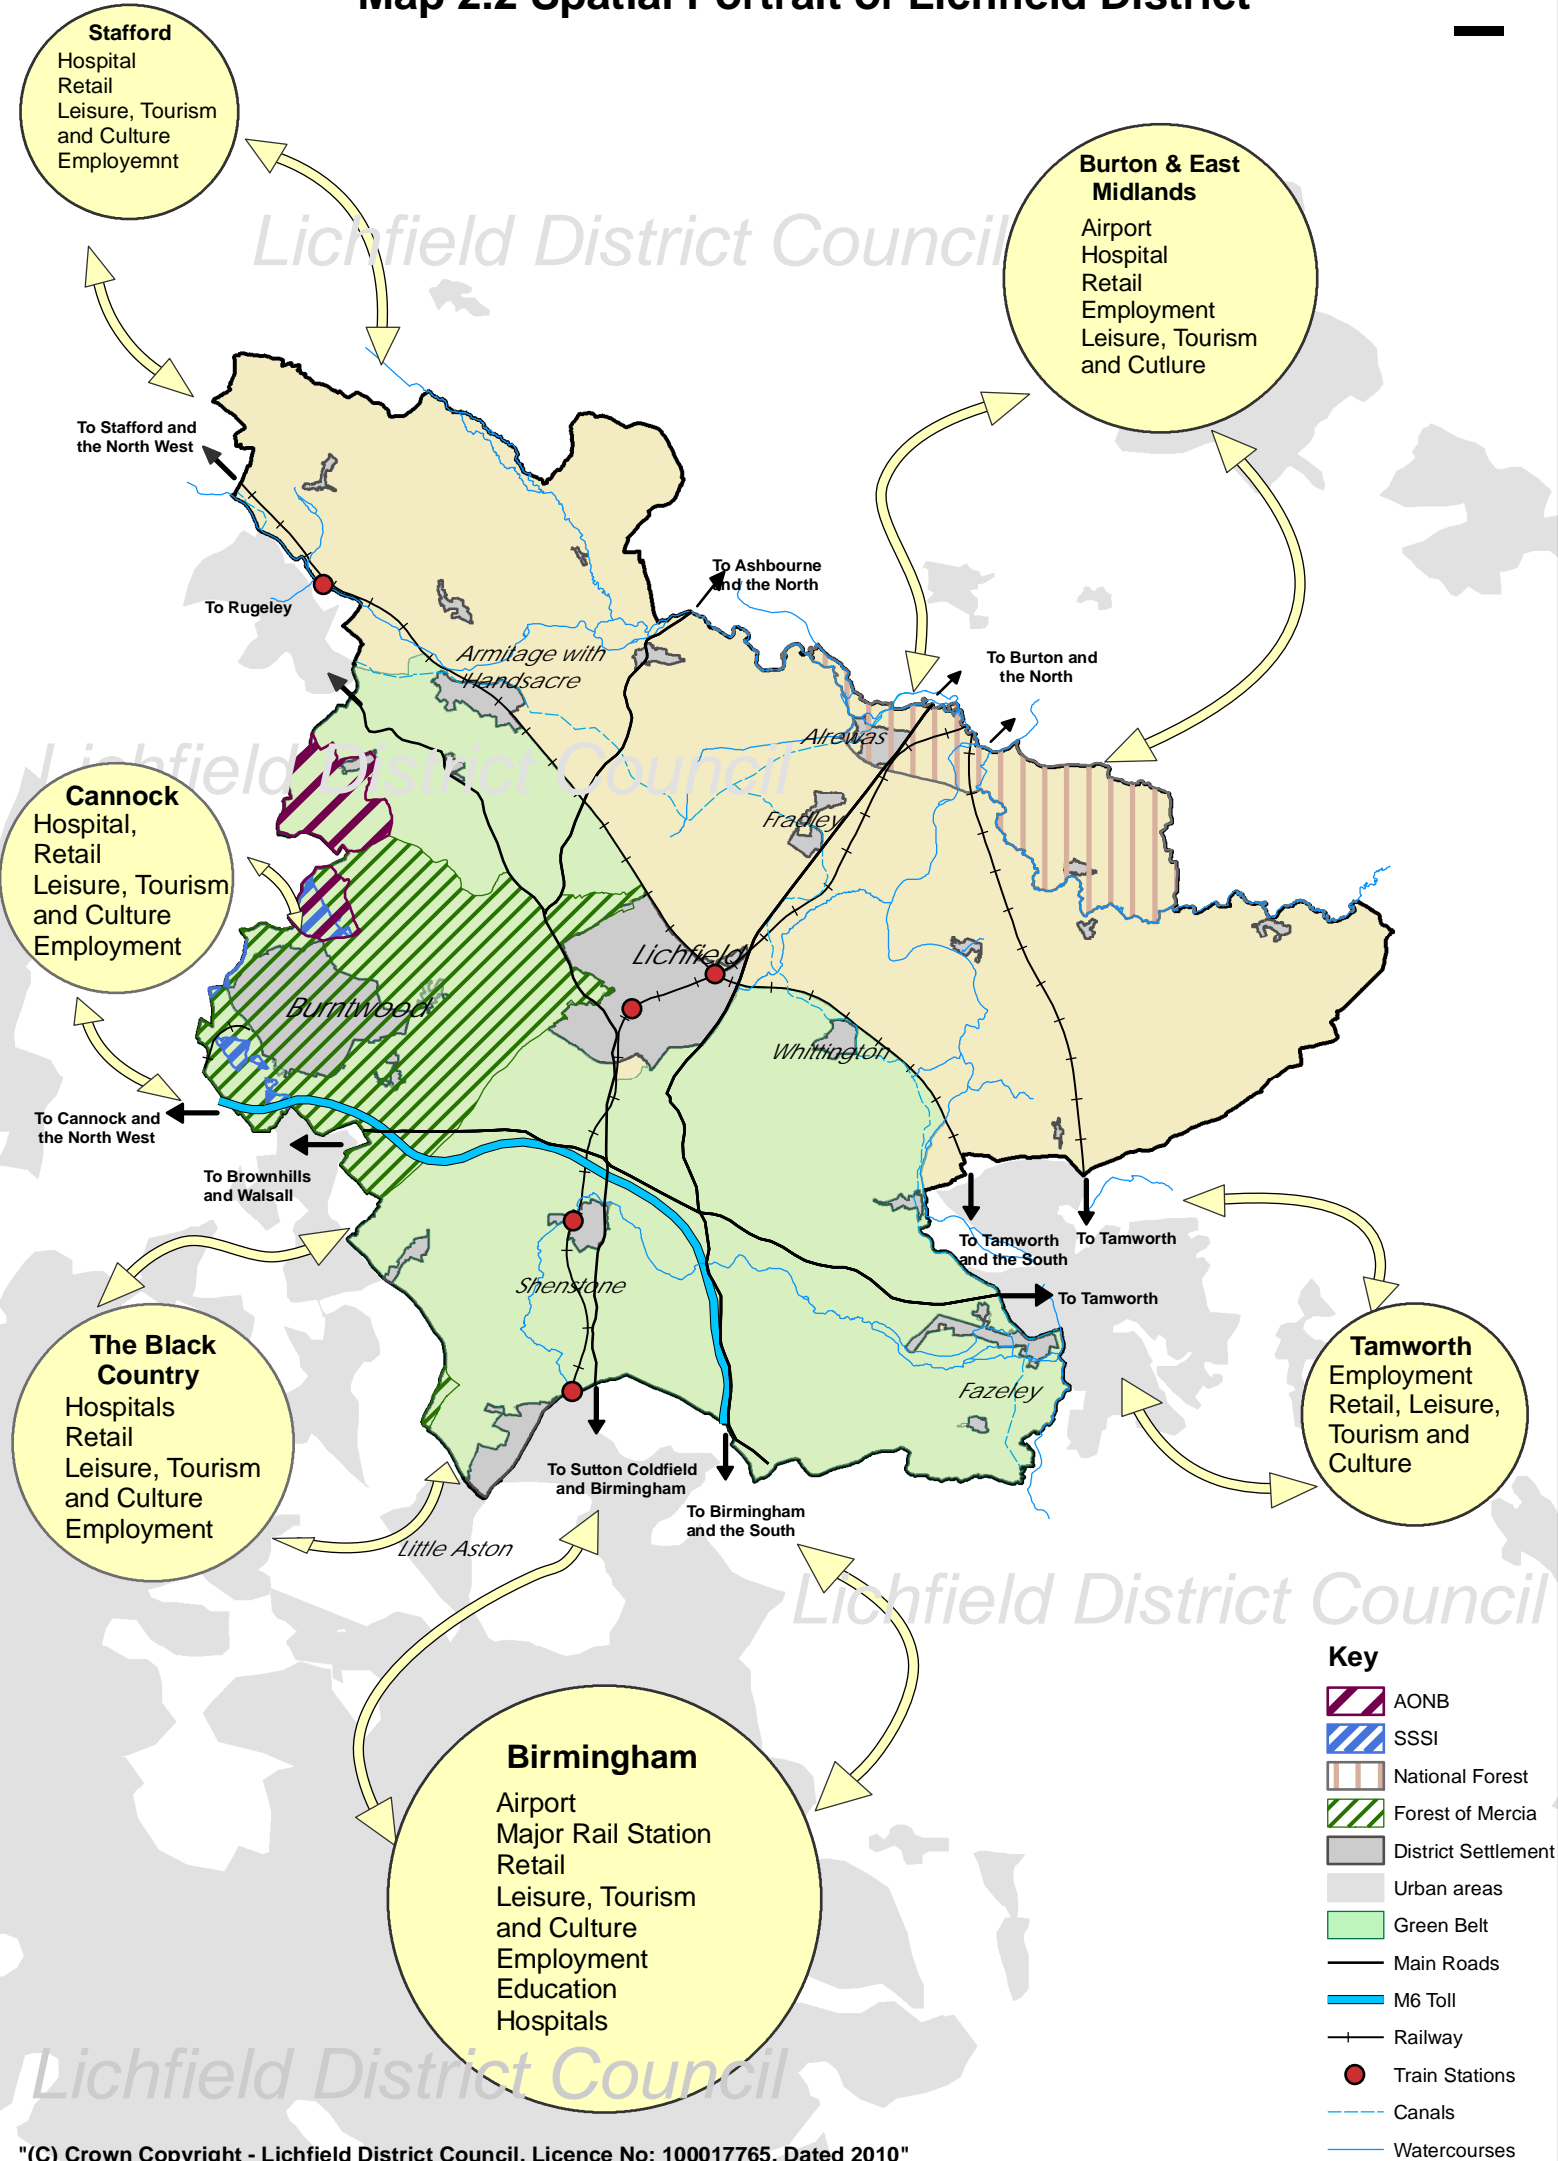 Map 2.2 Spatial Portrait of Lichfield District
Stafford
Hospital
Retail
Leisure, Tourism
and Culture
Employemnt
Burton & East
Midlands
Airport
Hospital
Retail
Employment
Leisure, Tourism
and Cutlure
Lichfield District Council
To Stafford and
the North West
To Ashbourne
and the North
To Rugeley
Armitage with
Handsacre
To Burton and
the North
Alrewas
Lichfield District Council
Cannock
Hospital,
Retail
Leisure, Tourism
and Culture
Employment
Fradley
Lichfield
Burntwood
Whittington
To Cannock and
the North West
To Brownhills
and Walsall
To Tamworth
and the South
To Tamworth
To Tamworth
Shenstone
The Black
Country
Hospitals
Retail
Leisure, Tourism
and Culture
Employment
Tamworth
Employment
Retail, Leisure,
Tourism and
Culture
Fazeley
To Sutton Coldfield
and Birmingham
To Birmingham
and the South
Little Aston
Lichfield District Council
Birmingham
Airport
Major Rail Station
Retail
Leisure, Tourism
and Culture
Employment
Education
Hospitals
Key
AONB
SSSI
National Forest
Forest of Mercia
District Settlement
Urban areas
Green Belt
Main Roads
M6 Toll
Railway
Train Stations
Canals
Watercourses
Lichfield District Council
"(C) Crown Copyright - Lichfield District Council. Licence No: 100017765. Dated 2010"